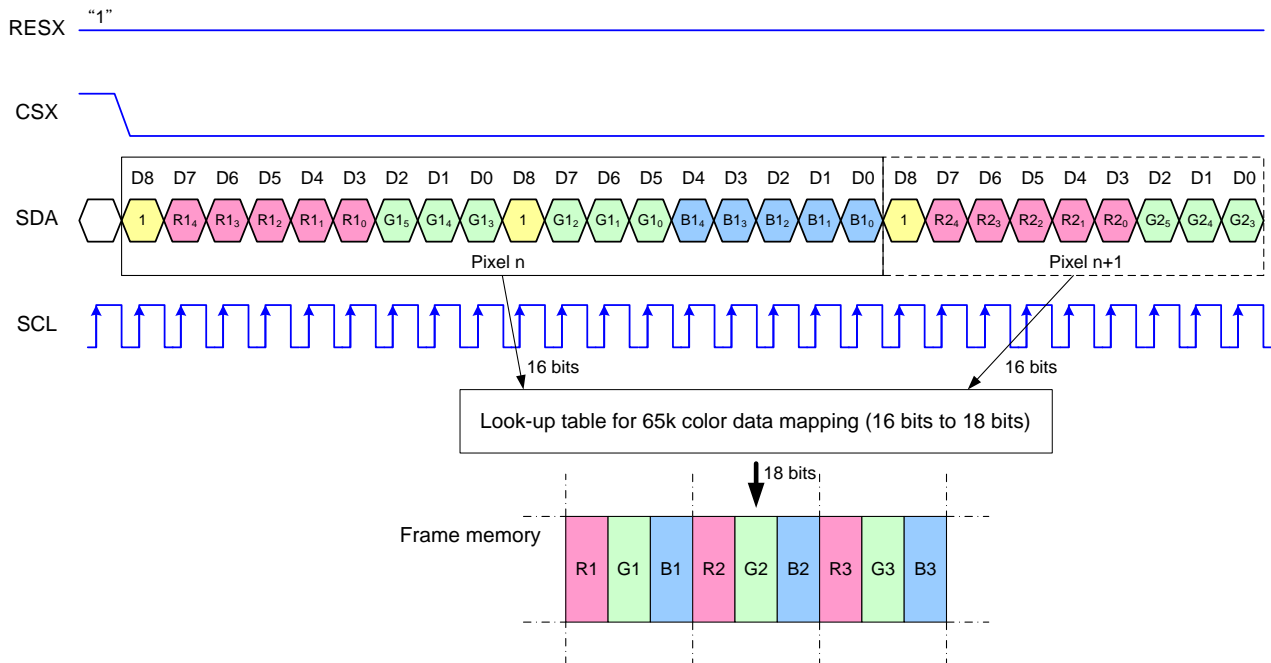 RESX "1"
CSX
D8 D7 D6 D5 D4 D3 D2 D1 D0 D8 D7 D6 D5 D4 D3 D2 D1 D0 D8 D7 D6 D5 D4 D3 D2 D1 D0
SDA 1 R1₄ R1₃ R1₂ R1₁ R1₀ G1₅ G1₄ G1₃ 1 G1₂ G1₁ G1₀ B1₄ B1₃ B1₂ B1₁ B1₀ 1 R2₄ R2₃ R2₂ R2₁ R2₀ G2₅ G2₄ G2₃
Pixel n Pixel n+1
SCL
16 bits 16 bits
Look-up table for 65k color data mapping (16 bits to 18 bits)
18 bits
Frame memory
R1 G1 B1 R2 G2 B2 R3 G3 B3